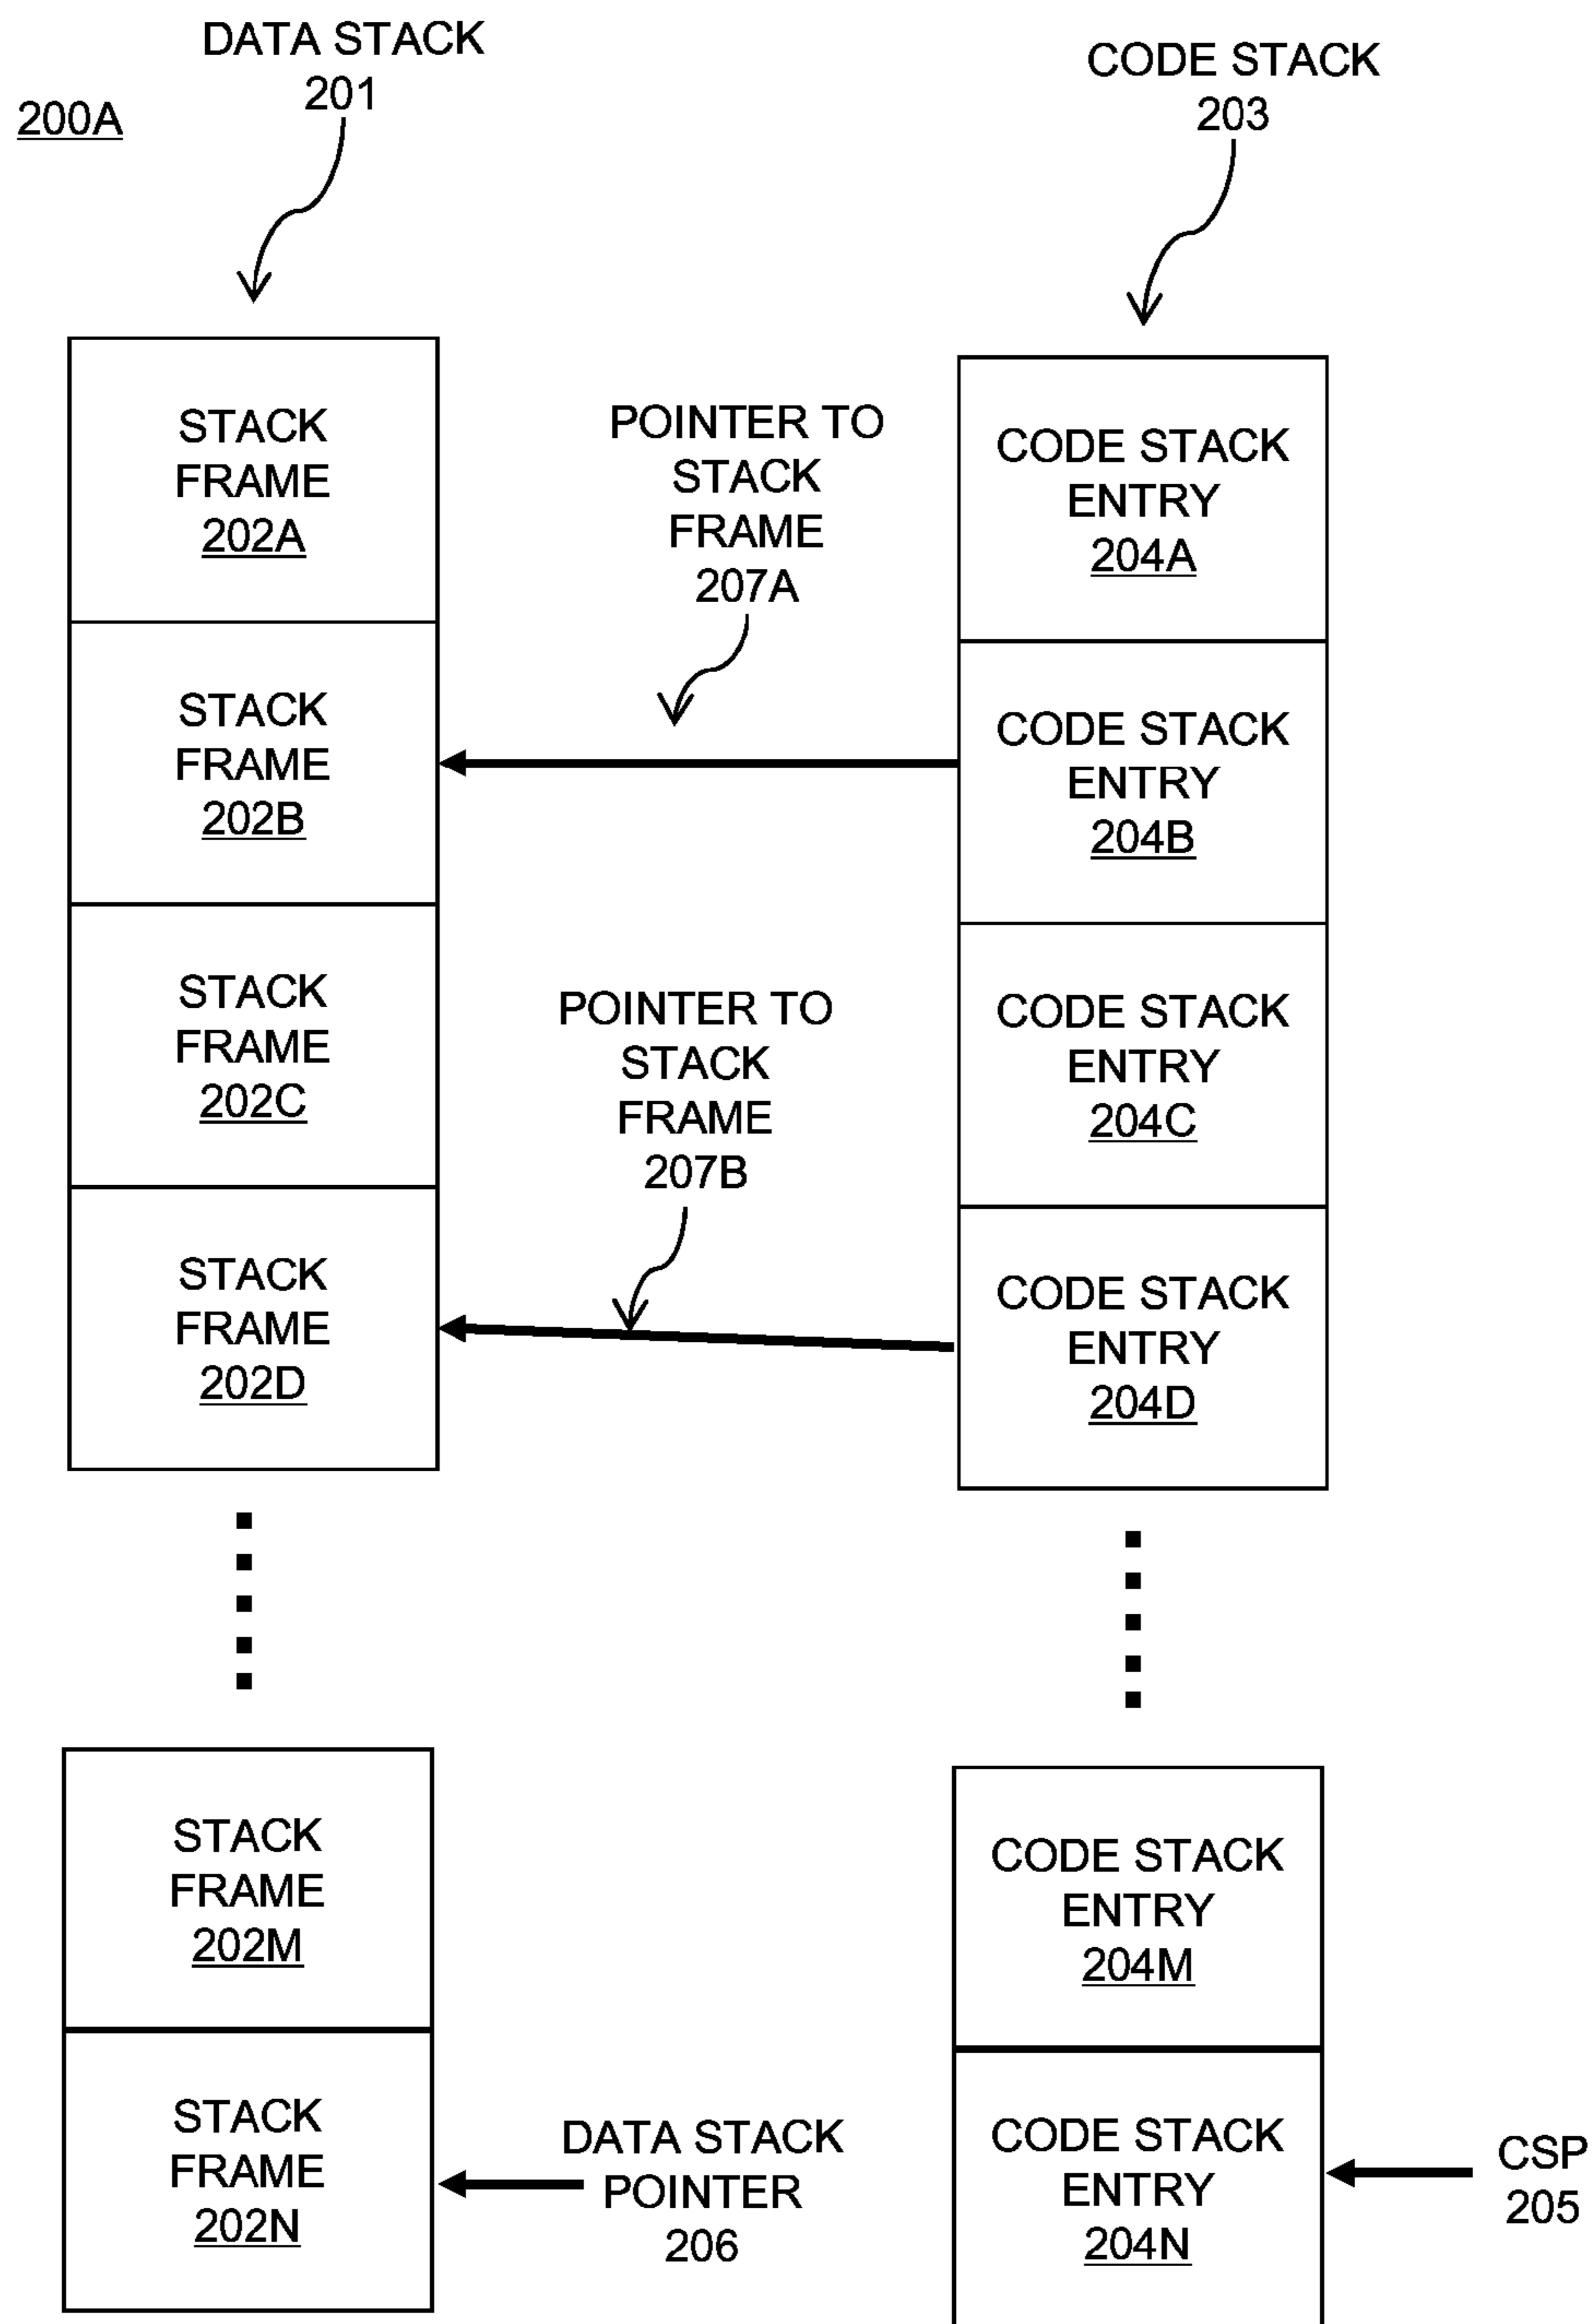 DATA STACK
201
200A
CODE STACK
203
STACK
FRAME
202A
STACK
FRAME
202B
STACK
FRAME
202C
STACK
FRAME
202D
POINTER TO
STACK
FRAME
207A
POINTER TO
STACK
FRAME
207B
CODE STACK
ENTRY
204A
CODE STACK
ENTRY
204B
CODE STACK
ENTRY
204C
CODE STACK
ENTRY
204D
STACK
FRAME
202M
STACK
FRAME
202N
DATA STACK
POINTER
206
CODE STACK
ENTRY
204M
CODE STACK
ENTRY
204N
CSP
205